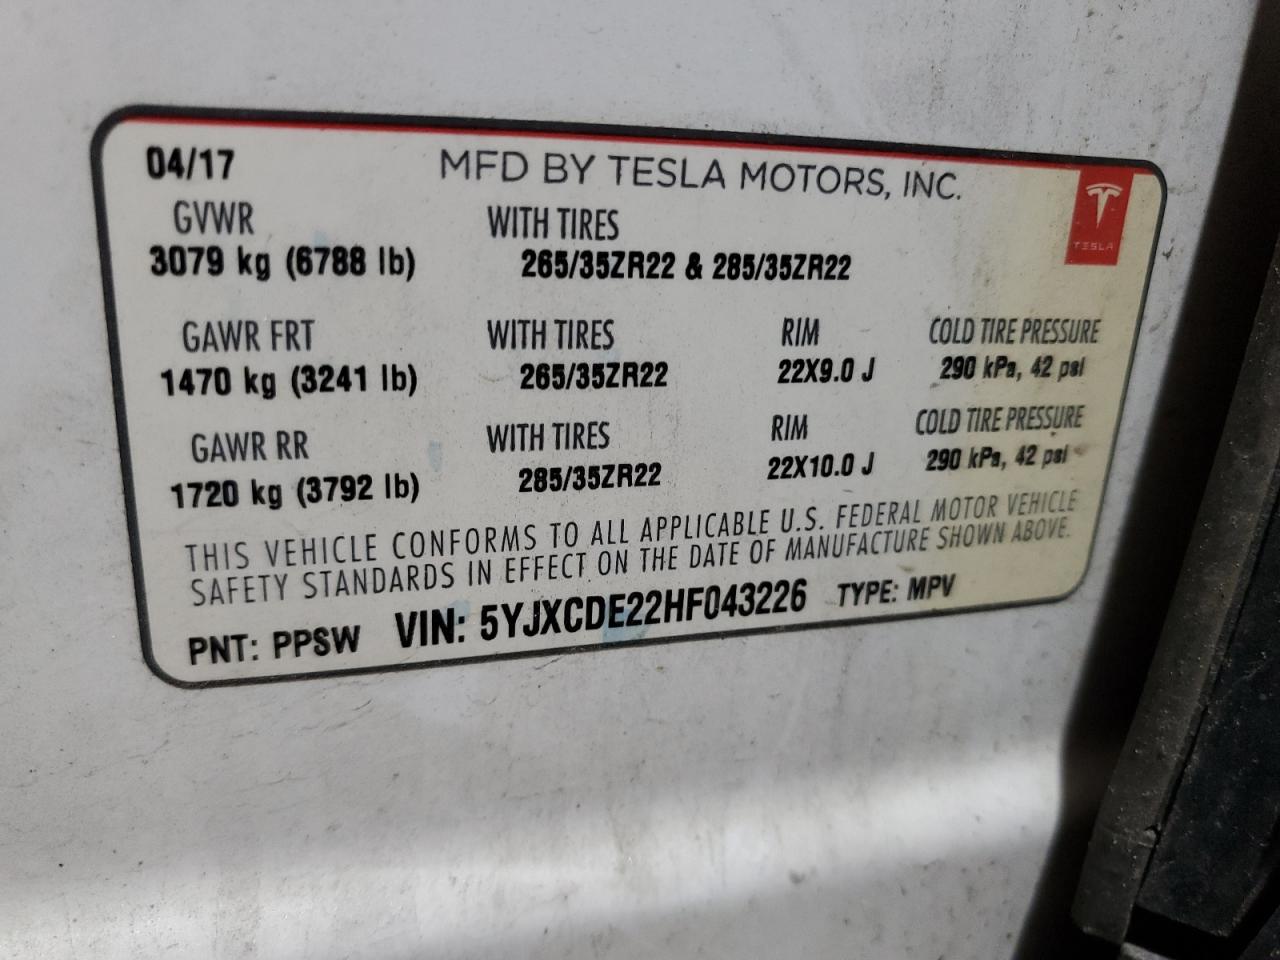 04/17 MFD BY TESLA MOTORS, INC.
TESLA
GVWR WITH TIRES
3079 kg (6788 lb) 265/35ZR22 & 285/35ZR22
GAWR FRT WITH TIRES RIM COLD TIRE PRESSURE
1470 kg (3241 lb) 265/35ZR22 22X9.0 J 290 kPa, 42 psi
GAWR RR WITH TIRES RIM COLD TIRE PRESSURE
1720 kg (3792 lb) 285/35ZR22 22X10.0 J 290 kPa, 42 psi
THIS VEHICLE CONFORMS TO ALL APPLICABLE U.S. FEDERAL MOTOR VEHICLE
SAFETY STANDARDS IN EFFECT ON THE DATE OF MANUFACTURE SHOWN ABOVE.
PNT: PPSW VIN: 5YJXCDE22HF043226 TYPE: MPV